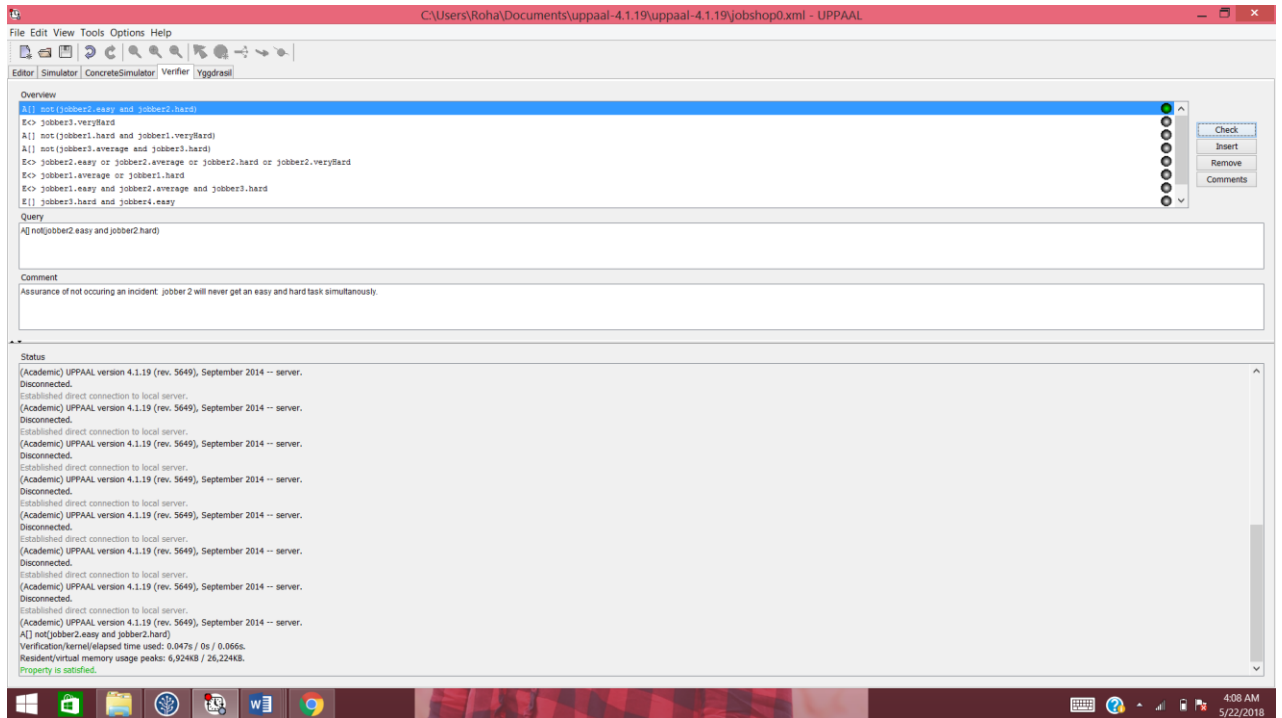 C:\Users\Roha\Documents\uppaal-4.1.19\uppaal-4.1.19\jobshop0.xml - UPPAAL
File Edit View Tools Options Help
Editor Simulator ConcreteSimulator Verifier Yggdrasil
Overview
A[] not(jobber2.easy and jobber2.hard)
E<> jobber3.veryHard
A[] not(jobber1.hard and jobber1.veryHard)
A[] not(jobber3.average and jobber3.hard)
E<> jobber2.easy or jobber2.average or jobber2.hard or jobber2.veryHard
E<> jobber1.average or jobber1.hard
E<> jobber1.easy and jobber2.average and jobber3.hard
E[] jobber3.hard and jobber4.easy
Check
Insert
Remove
Comments
Query
A[] not(jobber2.easy and jobber2.hard)
Comment
Assurance of not occuring an incident: jobber 2 will never get an easy and hard task simultanously.
Status
(Academic) UPPAAL version 4.1.19 (rev. 5649), September 2014 -- server.
Disconnected.
Established direct connection to local server.
(Academic) UPPAAL version 4.1.19 (rev. 5649), September 2014 -- server.
Disconnected.
Established direct connection to local server.
(Academic) UPPAAL version 4.1.19 (rev. 5649), September 2014 -- server.
Disconnected.
Established direct connection to local server.
(Academic) UPPAAL version 4.1.19 (rev. 5649), September 2014 -- server.
Disconnected.
Established direct connection to local server.
(Academic) UPPAAL version 4.1.19 (rev. 5649), September 2014 -- server.
Disconnected.
Established direct connection to local server.
(Academic) UPPAAL version 4.1.19 (rev. 5649), September 2014 -- server.
Disconnected.
Established direct connection to local server.
(Academic) UPPAAL version 4.1.19 (rev. 5649), September 2014 -- server.
Disconnected.
Established direct connection to local server.
(Academic) UPPAAL version 4.1.19 (rev. 5649), September 2014 -- server.
A[] not(jobber2.easy and jobber2.hard)
Verification/kernel/elapsed time used: 0.047s / 0s / 0.066s.
Resident/virtual memory usage peaks: 6,924KB / 26,224KB.
Property is satisfied.
4:08 AM
5/22/2018